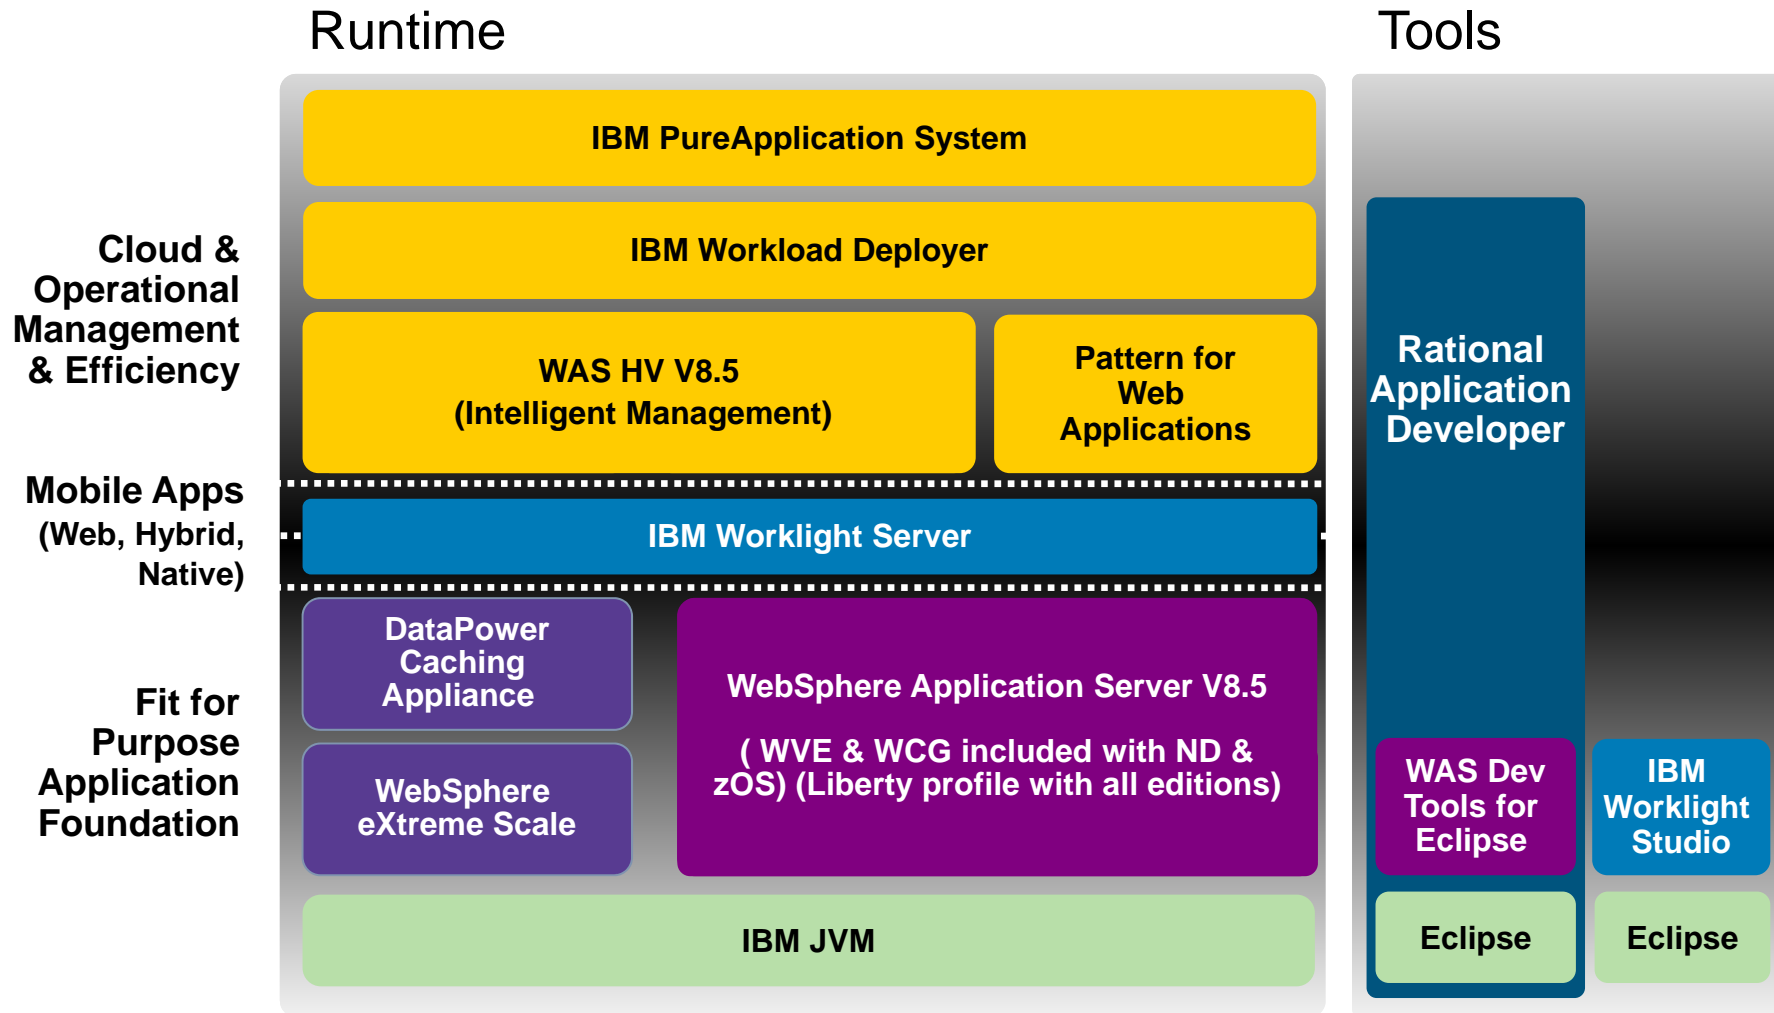 Runtime
Tools
IBM PureApplication System
IBM Workload Deployer
Cloud &
Operational
Management
& Efficiency
WAS HV V8.5
(Intelligent Management)
Pattern for
Web
Applications
Rational
Application
Developer
Mobile Apps
(Web, Hybrid,
Native)
IBM Worklight Server
Fit for
Purpose
Application
Foundation
DataPower
Caching
Appliance
WebSphere
eXtreme Scale
WebSphere Application Server V8.5
( WVE & WCG included with ND &
zOS) (Liberty profile with all editions)
WAS Dev
Tools for
Eclipse
IBM
Worklight
Studio
IBM JVM
Eclipse
Eclipse